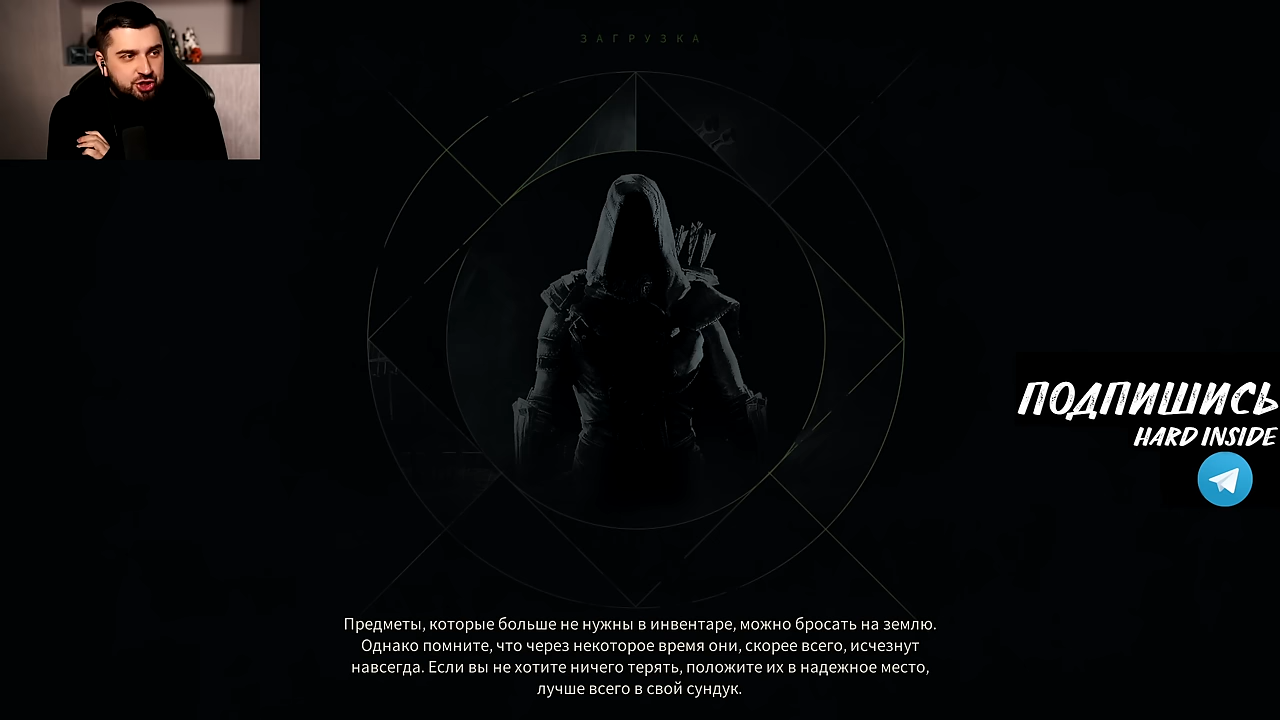 ЗАГРУЗКА
ПОДПИШИСЬ
HARD INSIDE
Предметы, которые больше не нужны в инвентаре, можно бросать на землю.
Однако помните, что через некоторое время они, скорее всего, исчезнут
навсегда. Если вы не хотите ничего терять, положите их в надежное место,
лучше всего в свой сундук.